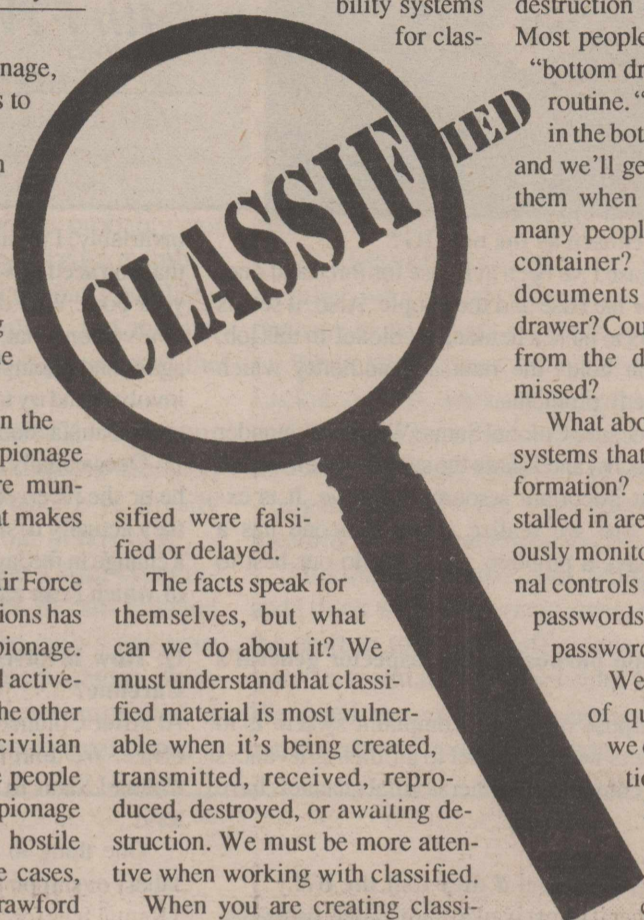 nage,
s to
n
g
e
n the
pionage
re mun-
at makes
Air Force
ions has
pionage.
l active-
he other
civilian
e people
pionage
hostile
e cases,
rawford
bility systems
for clas-
CLASSIFIED
sified were falsi-
fied or delayed.
The facts speak for
themselves, but what
can we do about it? We
must understand that classi-
fied material is most vulner-
able when it's being created,
transmitted, received, repro-
duced, destroyed, or awaiting de-
struction. We must be more atten-
tive when working with classified.
When you are creating classi-
destruction
Most people
“bottom dr
routine. “
in the bot
and we'll ge
them when
many peopl
container?
documents
drawer? Cou
from the d
missed?
What abo
systems that
formation?
stalled in are
ously monito
nal controls
passwords
password
We
of qu
we
tio